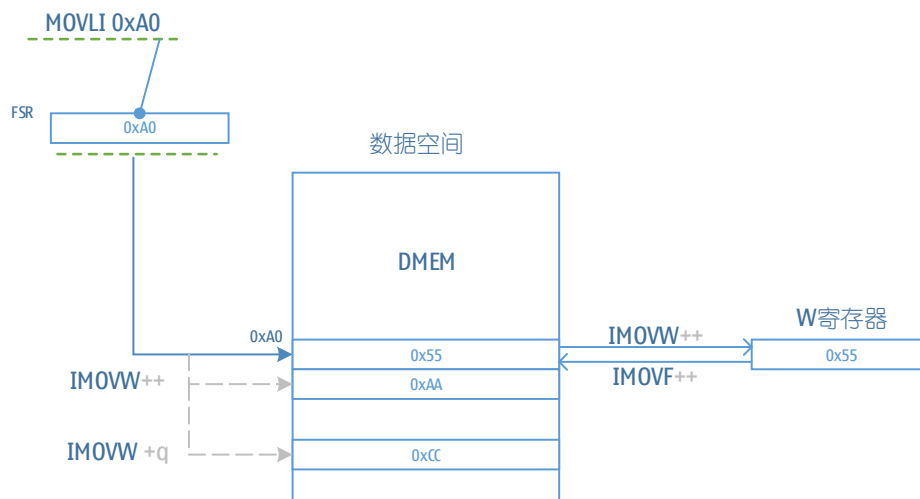 MOVLI 0xA0
FSR
0xA0
数据空间
DMEM
W寄存器
0xA0
0x55
IMOVW++
0x55
IMOVF++
IMOVW++
0xAA
IMOVW +q
0xCC